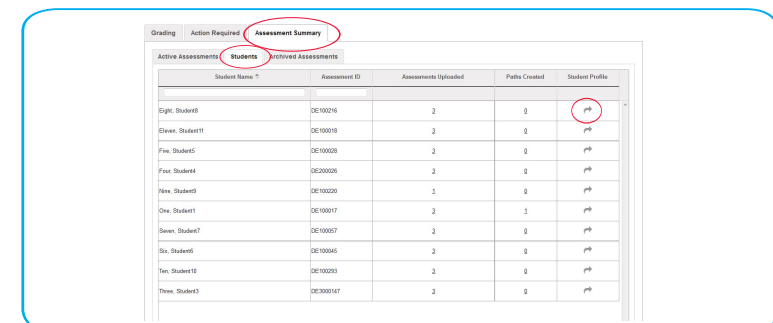 Grading Action Required Assessment Summary
Active Assessments Students Archived Assessments
Student Name Assessment ID Assessments Uploaded Paths Created Student Profile
Eight, Student8 DE100216 3 0
Eleven, Student11 DE100018 3 0
Five, Student5 DE100028 3 0
Four, Student4 DE200026 3 0
Nine, Student9 DE100220 1 0
One, Student1 DE100017 3 1
Seven, Student7 DE100057 3 0
Six, Student6 DE100045 3 0
Ten, Student10 DE100293 3 0
Three, Student3 DE3000147 3 0